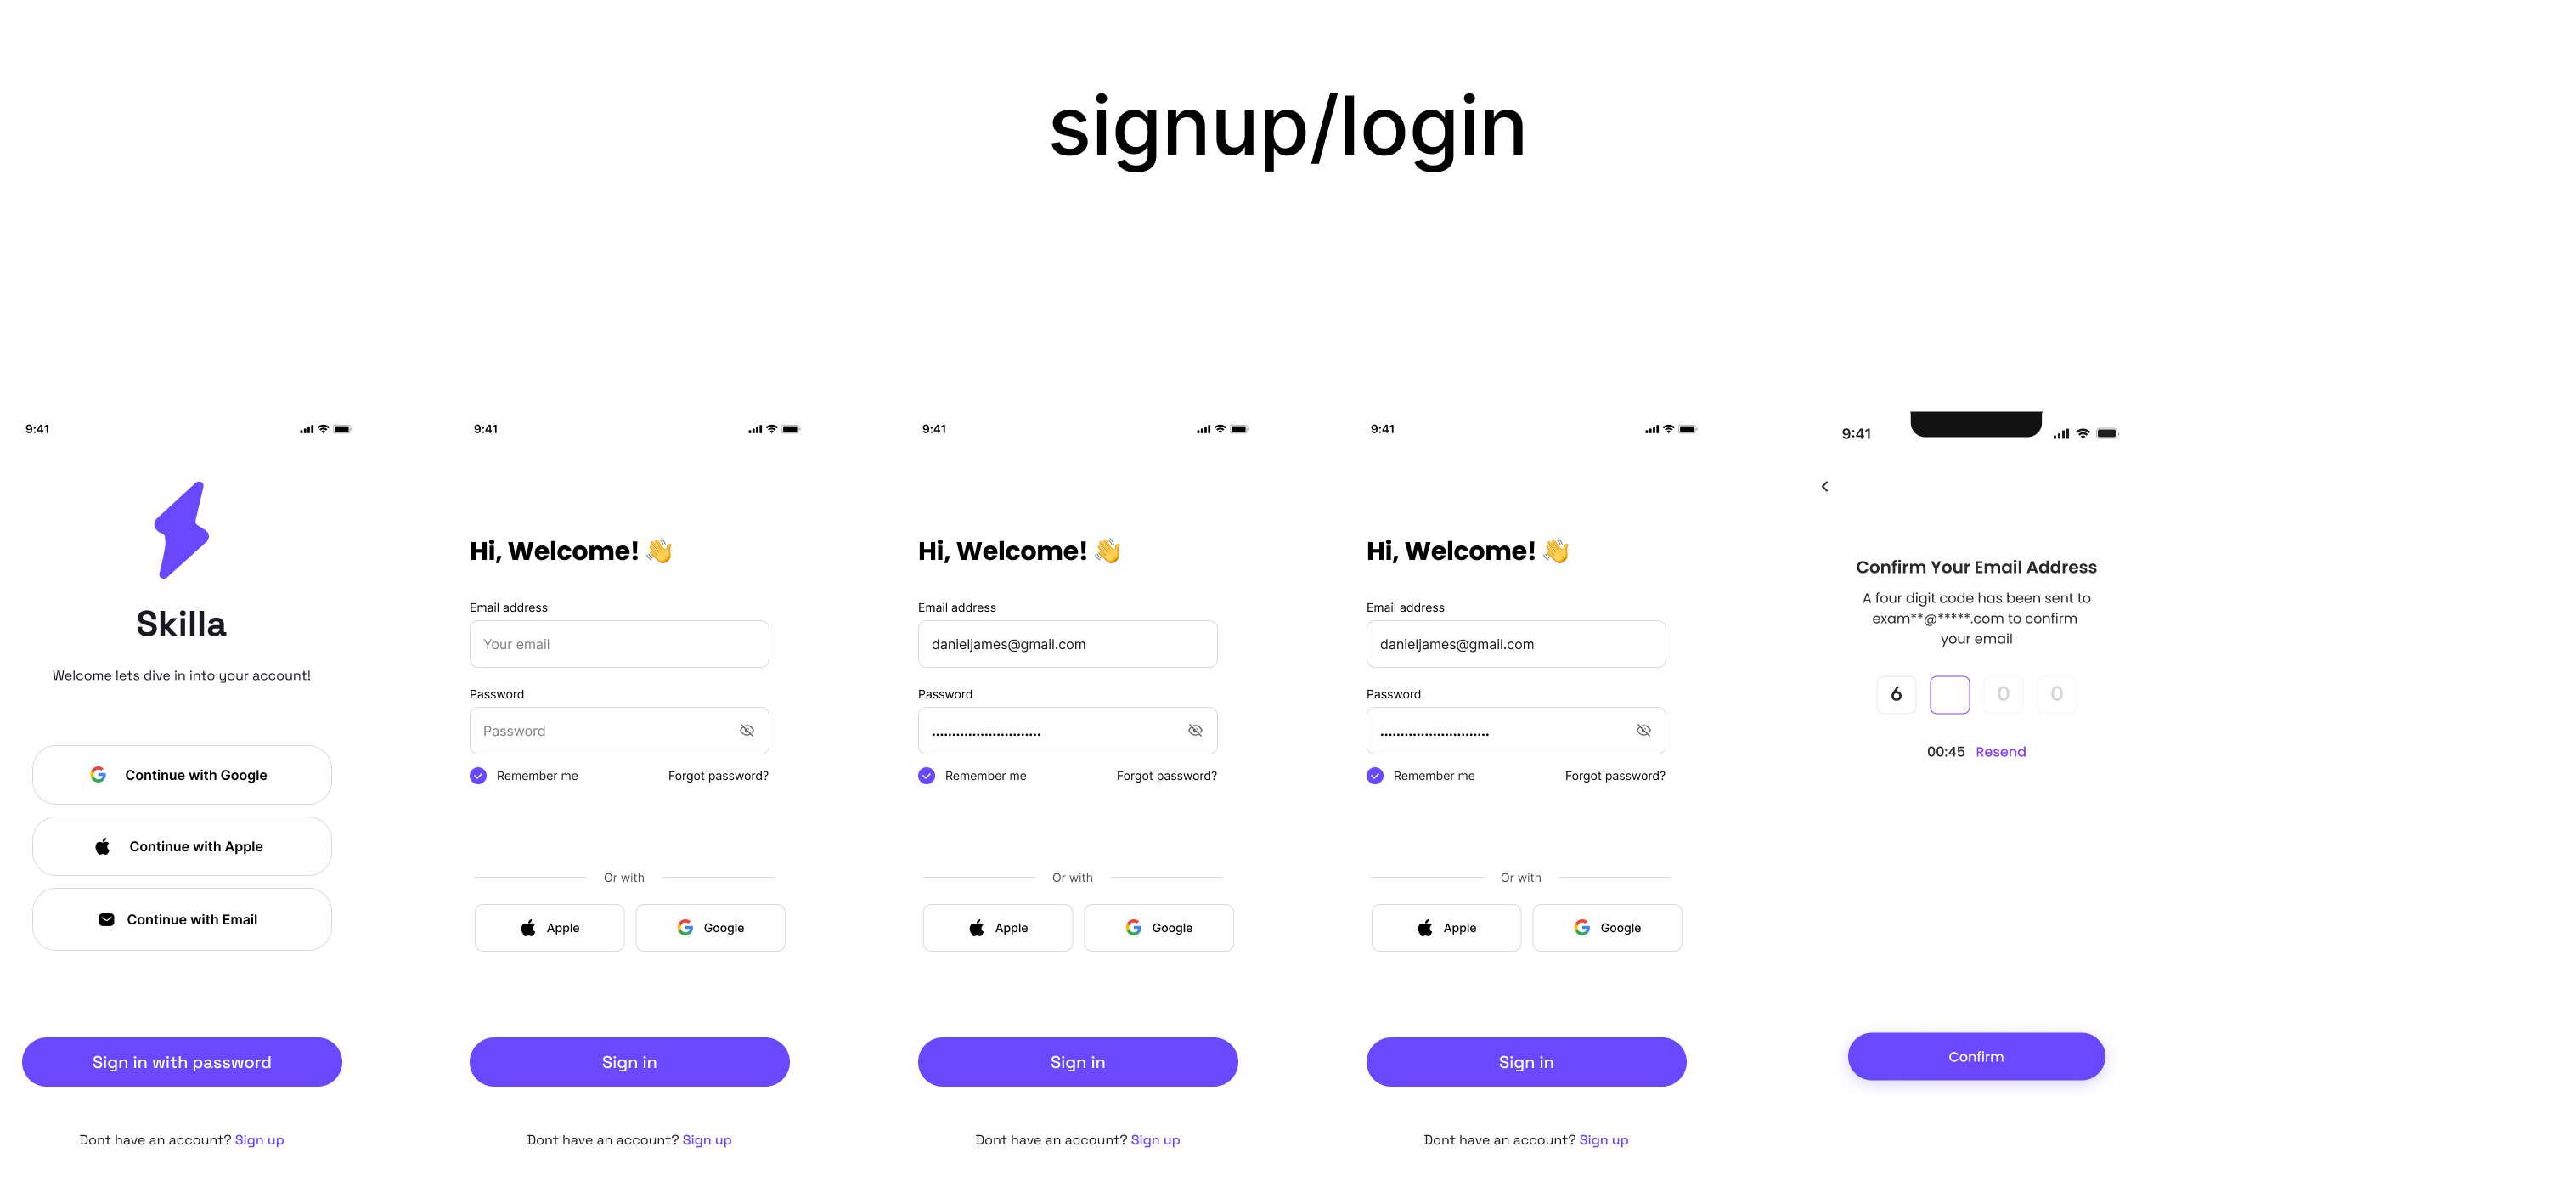 signup/login
9:41
Skilla
Welcome lets dive in into your account!
Continue with Google
Continue with Apple
Continue with Email
Sign in with password
Dont have an account? Sign up
9:41
Hi, Welcome! 👋
Email address
Your email
Password
Password
Remember me
Forgot password?
Or with
Apple
Google
Sign in
Dont have an account? Sign up
9:41
Hi, Welcome! 👋
Email address
danieljames@gmail.com
Password
Remember me
Forgot password?
Or with
Apple
Google
Sign in
Dont have an account? Sign up
9:41
Hi, Welcome! 👋
Email address
danieljames@gmail.com
Password
Remember me
Forgot password?
Or with
Apple
Google
Sign in
Dont have an account? Sign up
9:41
Confirm Your Email Address
A four digit code has been sent to
exam**@*****.com to confirm
your email
6 0 0
00:45 Resend
Confirm